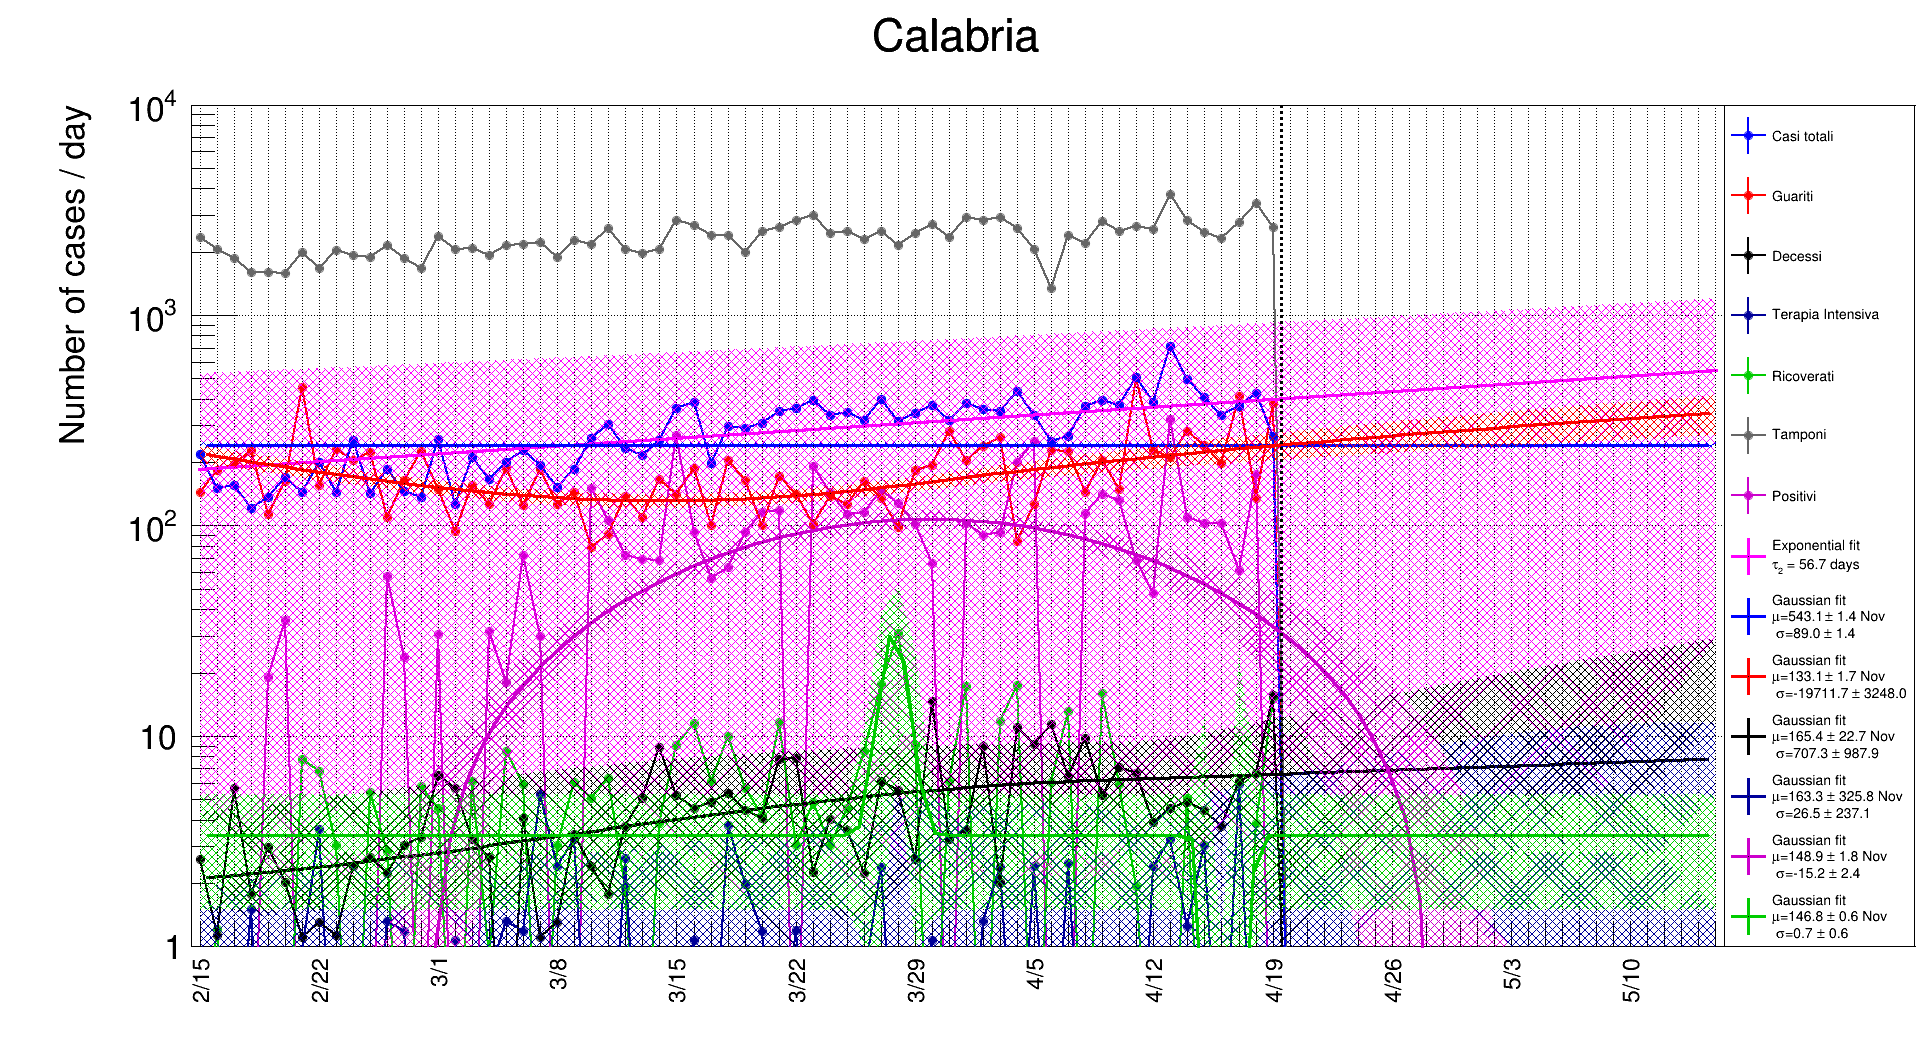 Calabria
Number of cases / day
10^4
10^3
10^2
10
1
2/15
2/22
3/1
3/8
3/15
3/22
3/29
4/5
4/12
4/19
4/26
5/3
5/10
Casi totali
Guariti
Decessi
Terapia Intensiva
Ricoverati
Tamponi
Positivi
Exponential fit
τ₂ = 56.7 days
Gaussian fit
μ=543.1 ± 1.4 Nov
σ=89.0 ± 1.4
Gaussian fit
μ=133.1 ± 1.7 Nov
σ=-19711.7 ± 3248.0
Gaussian fit
μ=165.4 ± 22.7 Nov
σ=707.3 ± 987.9
Gaussian fit
μ=163.3 ± 325.8 Nov
σ=26.5 ± 237.1
Gaussian fit
μ=148.9 ± 1.8 Nov
σ=-15.2 ± 2.4
Gaussian fit
μ=146.8 ± 0.6 Nov
σ=0.7 ± 0.6